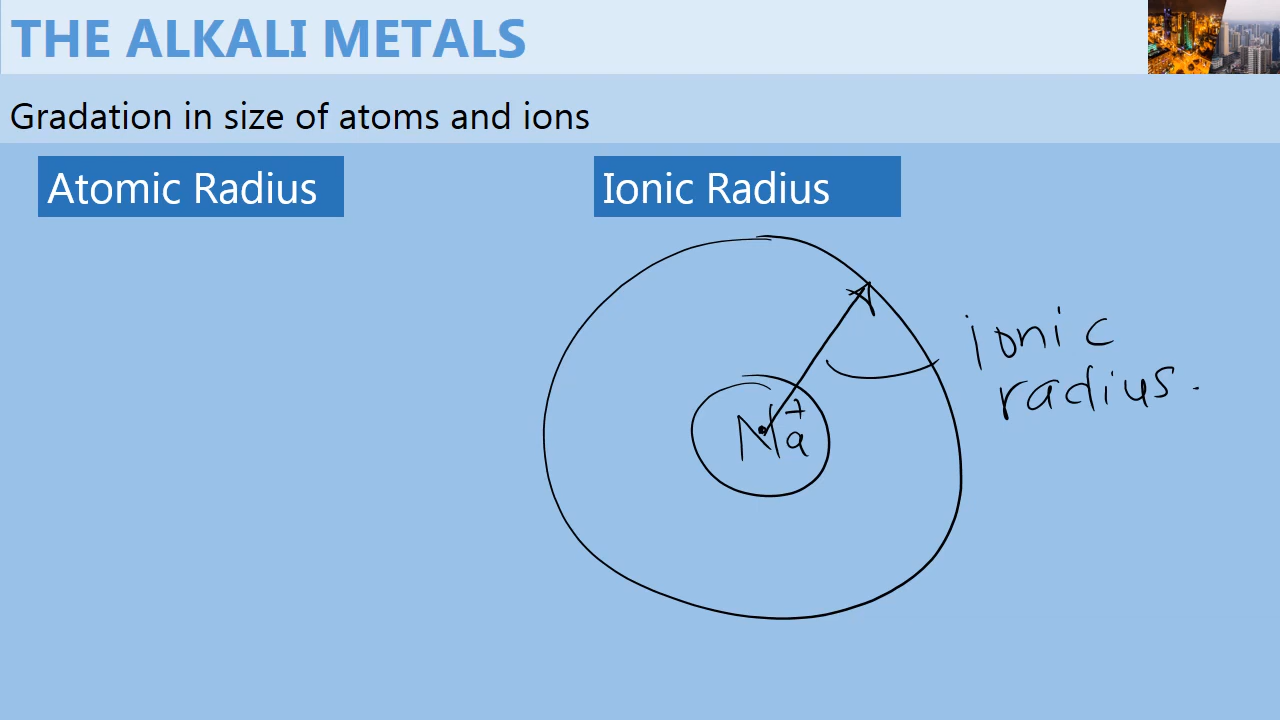 THE ALKALI METALS
Gradation in size of atoms and ions
Atomic Radius
Ionic Radius
ionic
radius.
Na+